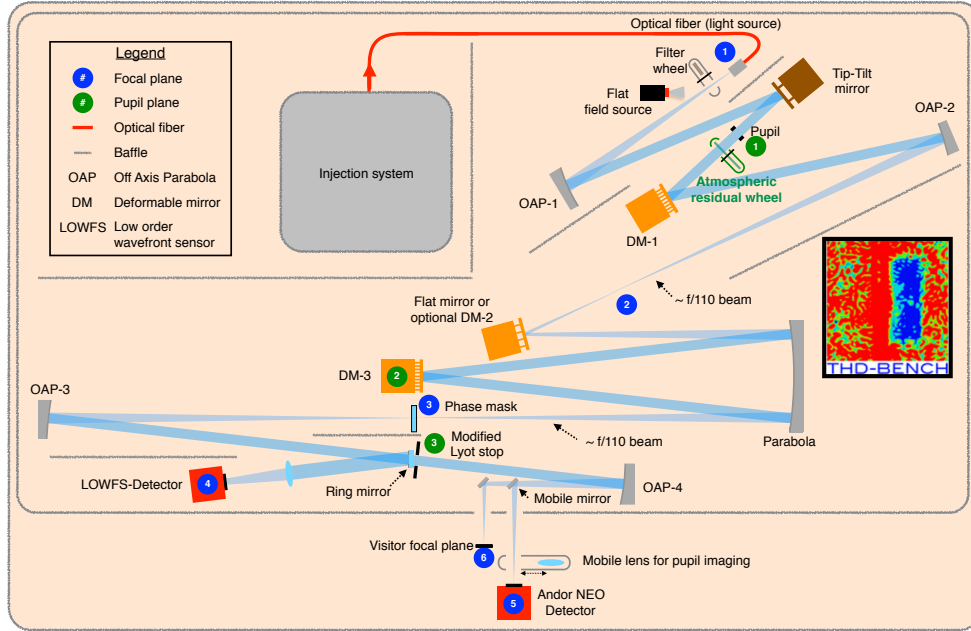 Legend
# Focal plane
# Pupil plane
Optical fiber
Baffle
OAP Off Axis Parabola
DM Deformable mirror
LOWFS Low order
wavefront sensor
Injection system
Optical fiber (light source)
1
Filter
wheel
Flat
field source
Tip-Tilt
mirror
OAP-2
Pupil
1
Atmospheric
residual wheel
OAP-1
DM-1
2
~ f/110 beam
Flat mirror or
optional DM-2
THD-BENCH
DM-3
2
OAP-3
3 Phase mask
~ f/110 beam
Parabola
3 Modified
Lyot stop
LOWFS-Detector
4
Ring mirror
OAP-4
Mobile mirror
Visitor focal plane
6
Mobile lens for pupil imaging
5
Andor NEO
Detector